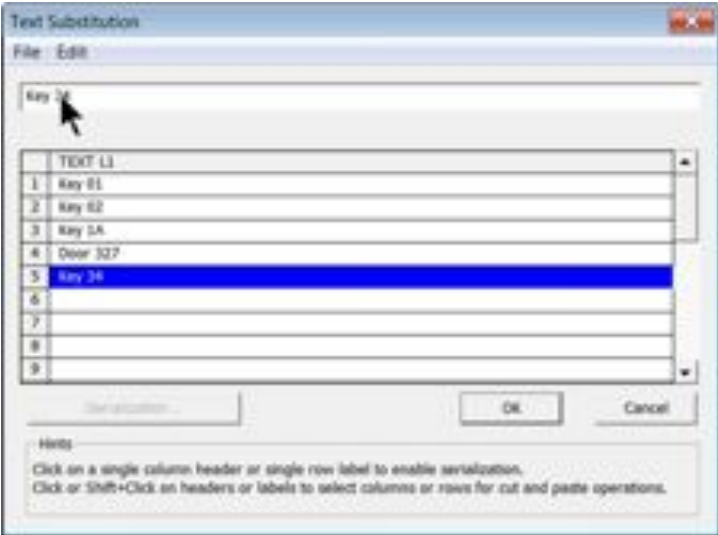 Text Substitution
File Edit
Key 34
TEXT L1
1 Key 01
2 Key 02
3 Key 1A
4 Door 327
5 Key 34
6
7
8
9
Serialization...
OK Cancel
Hints
Click on a single column header or single row label to enable serialization.
Click or Shift+Click on headers or labels to select columns or rows for cut and paste operations.